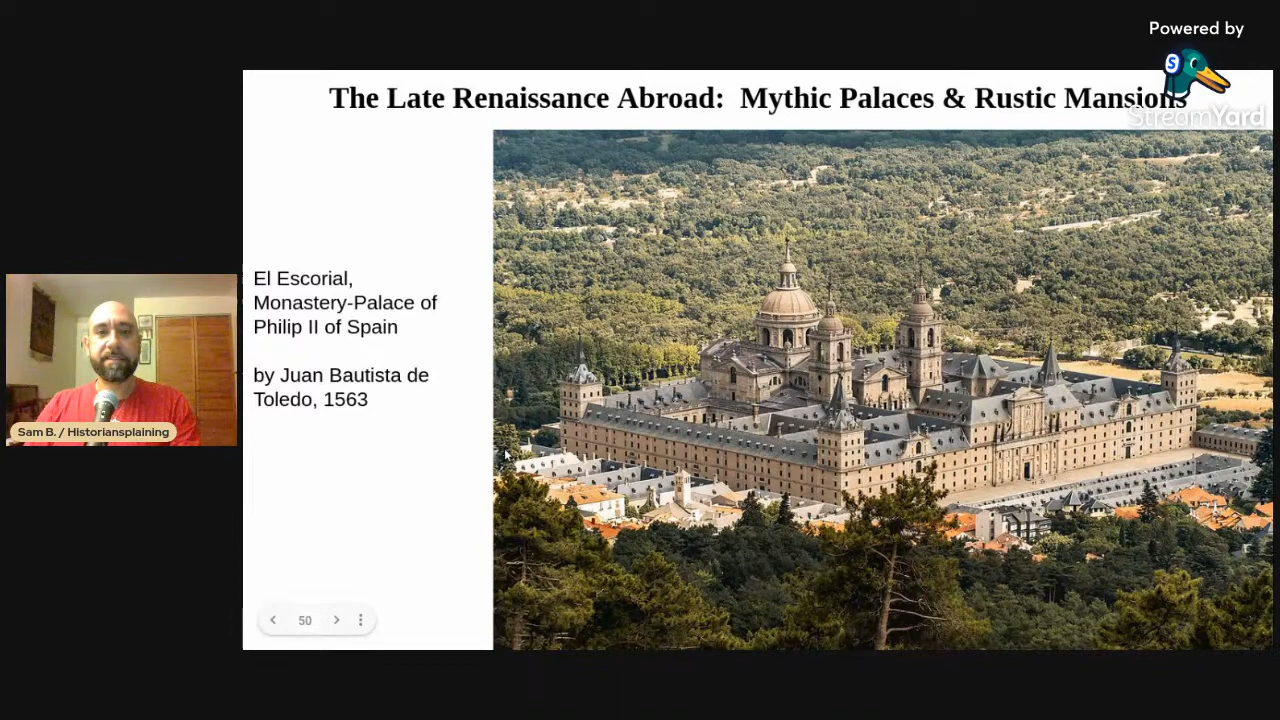 Powered by
S
StreamYard
The Late Renaissance Abroad:  Mythic Palaces & Rustic Mansions
El Escorial,
Monastery-Palace of
Philip II of Spain
by Juan Bautista de
Toledo, 1563
Sam B. / Historiansplaining
50